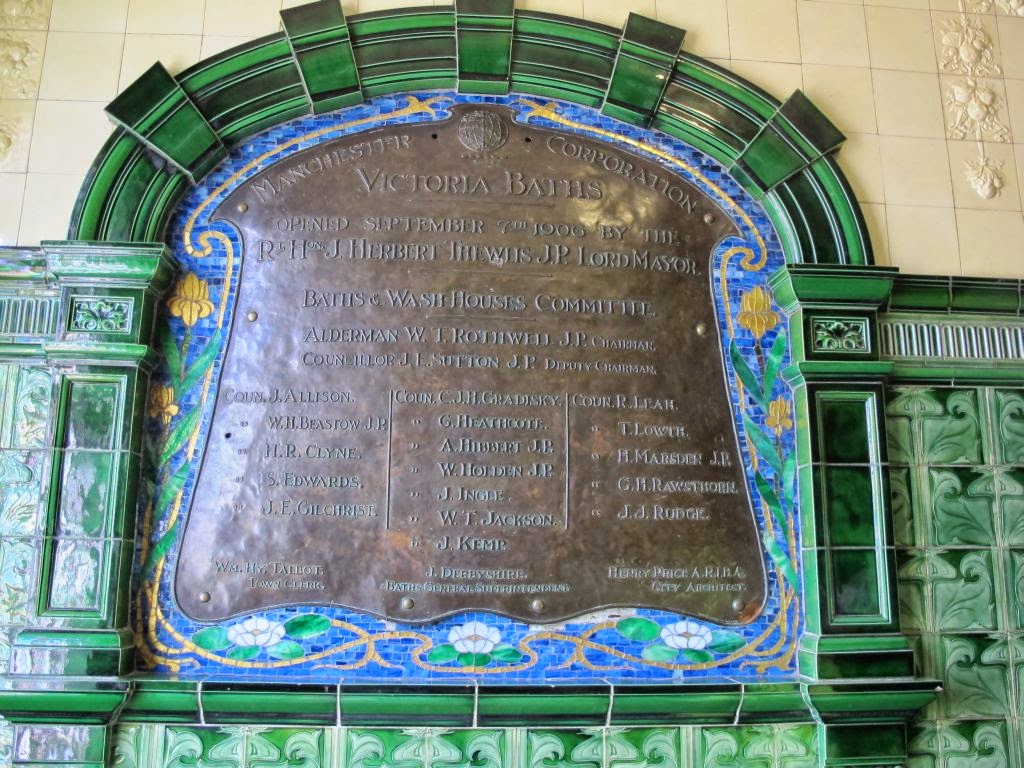 MANCHESTER CORPORATION
VICTORIA BATHS
OPENED SEPTEMBER 7TH 1906 BY THE
RT. HON. J. HERBERT THEWLIS J.P. LORD MAYOR.
BATHS & WASH-HOUSES COMMITTEE.
ALDERMAN W. T. ROTHWELL J.P. CHAIRMAN.
COUNCILLOR J. E. SUTTON J.P. DEPUTY CHAIRMAN.
COUN. J. ALLISON.
" W. H. BEASTOW J.P.
" H. R. CLYNE.
" S. EDWARDS.
" J. E. GILCHRIST.
COUN. C. J. H. GRADISKY.
" G. HEATHCOTE.
" A. HIBBERT J.P.
" W. HOLDEN J.P.
" J. INGLE.
" W. T. JACKSON.
" J. KEMP.
COUN. R. LEAH.
" T. LOWTH.
" H. MARSDEN J.P.
" G. H. RAWSTHORN.
" J. J. RUDGE.
WM. HY. TALBOT.
TOWN CLERK.
J. DERBYSHIRE.
BATHS GENERAL SUPERINTENDENT.
HENRY PRICE A.R.I.B.A.
CITY ARCHITECT.